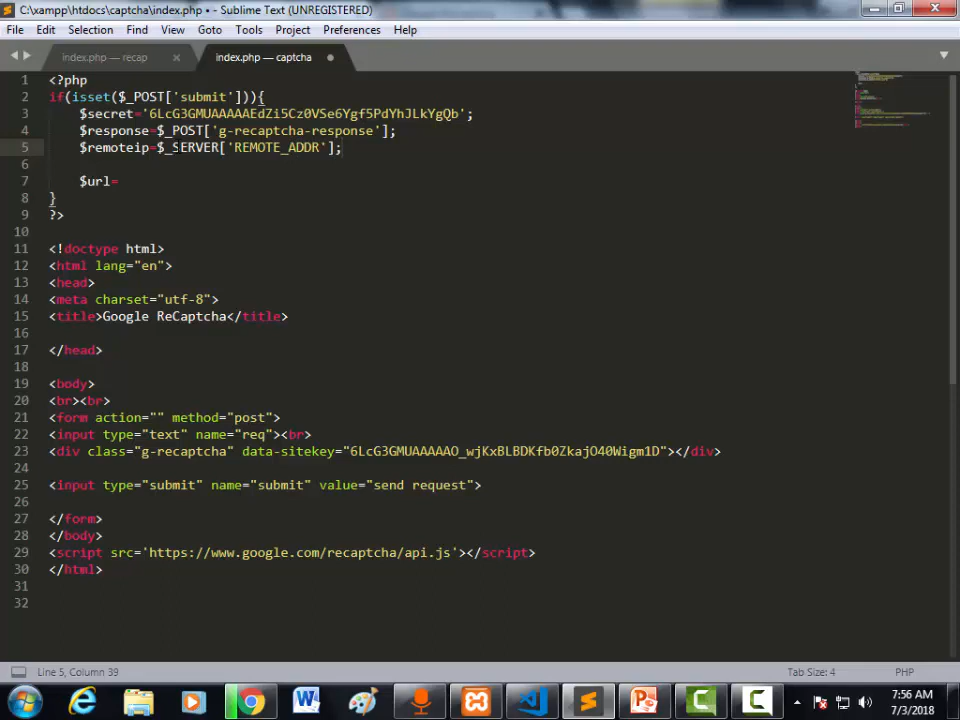 C:\xampp\htdocs\captcha\index.php • - Sublime Text (UNREGISTERED)
File Edit Selection Find View Goto Tools Project Preferences Help
index.php — recap × index.php — captcha
1 <?php
2 if(isset($_POST['submit'])){
3 $secret='6LcG3GMUAAAAAEdZi5Cz0VSe6Ygf5PdYhJLkYgQb';
4 $response=$_POST['g-recaptcha-response'];
5 $remoteip=$_SERVER['REMOTE_ADDR'];
6
7 $url=
8 }
9 ?>
10
11 <!doctype html>
12 <html lang="en">
13 <head>
14 <meta charset="utf-8">
15 <title>Google ReCaptcha</title>
16
17 </head>
18
19 <body>
20 <br><br>
21 <form action="" method="post">
22 <input type="text" name="req"><br>
23 <div class="g-recaptcha" data-sitekey="6LcG3GMUAAAAAO_wjKxBLBDKfb0ZkajO40Wigm1D"></div>
24
25 <input type="submit" name="submit" value="send request">
26
27 </form>
28 </body>
29 <script src='https://www.google.com/recaptcha/api.js'></script>
30 </html>
31
32
Line 5, Column 39 Tab Size: 4 PHP
7:56 AM
7/3/2018